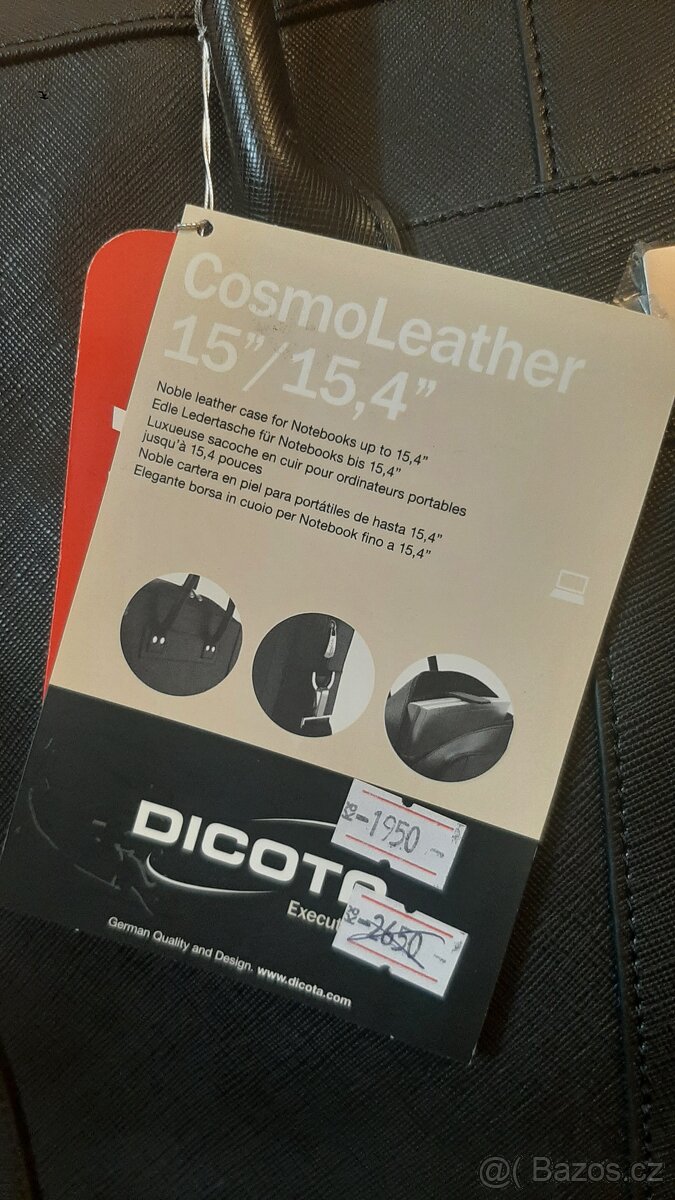 CosmoLeather
15”/15,4”
Noble leather case for Notebooks up to 15,4”
Edle Ledertasche für Notebooks bis 15,4”
Luxueuse sacoche en cuir pour ordinateurs portables
jusqu’à 15,4 pouces
Noble cartera en piel para portátiles de hasta 15,4”
Elegante borsa in cuoio per Notebook fino a 15,4”
-1950 -
DICOTA
Execut
-2650 -
German Quality and Design. www.dicota.com
@( Bazos.cz